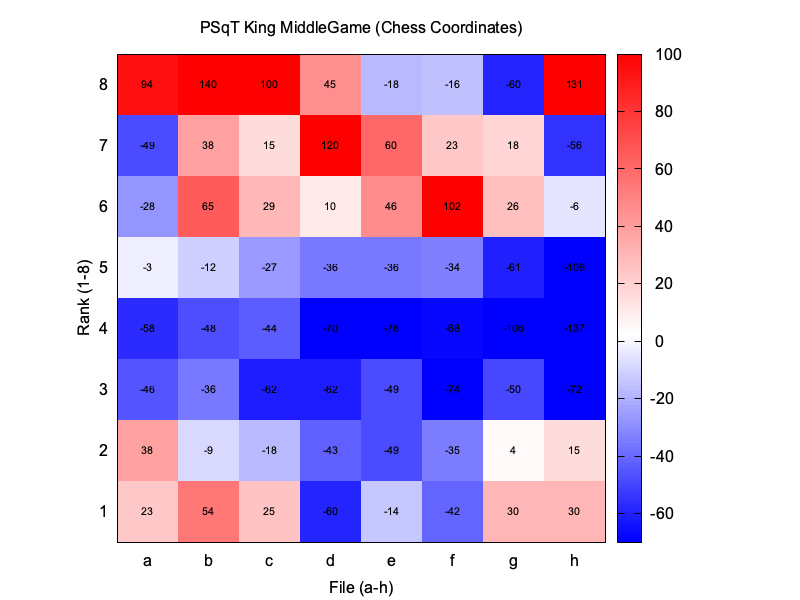 PSqT King MiddleGame (Chess Coordinates)
8 94 140 100 45 -18 -16 -60 131
7 -49 38 15 120 60 23 18 -56
6 -28 65 29 10 46 102 26 -6
5 -3 -12 -27 -36 -36 -34 -61
4 -58 -48 -44 -70 -68 -137
3 -46 -36 -62 -62 -49 -74 -50 -72
2 38 -9 -18 -43 -49 -35 4 15
1 23 54 25 -60 -14 -42 30 30
a b c d e f g h
File (a-h)
Rank (1-8)
100
80
60
40
20
0
-20
-40
-60